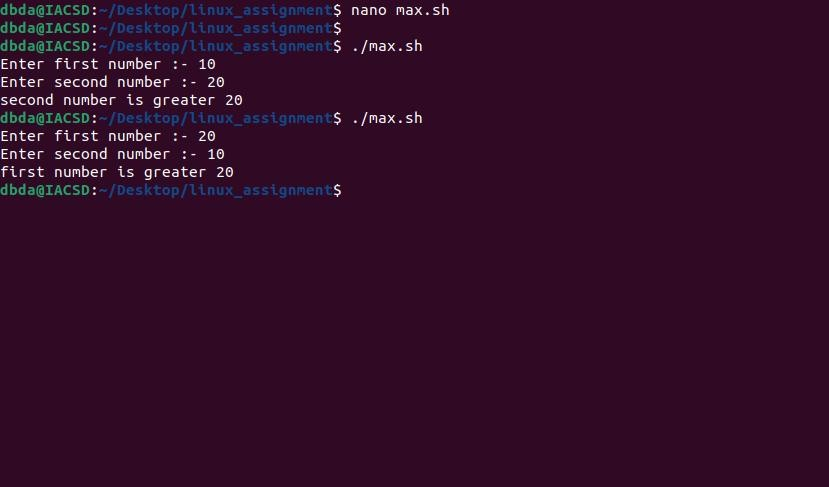 dbda@IACSD:~/Desktop/linux_assignment$ nano max.sh
dbda@IACSD:~/Desktop/linux_assignment$
dbda@IACSD:~/Desktop/linux_assignment$ ./max.sh
Enter first number :- 10
Enter second number :- 20
second number is greater 20
dbda@IACSD:~/Desktop/linux_assignment$ ./max.sh
Enter first number :- 20
Enter second number :- 10
first number is greater 20
dbda@IACSD:~/Desktop/linux_assignment$